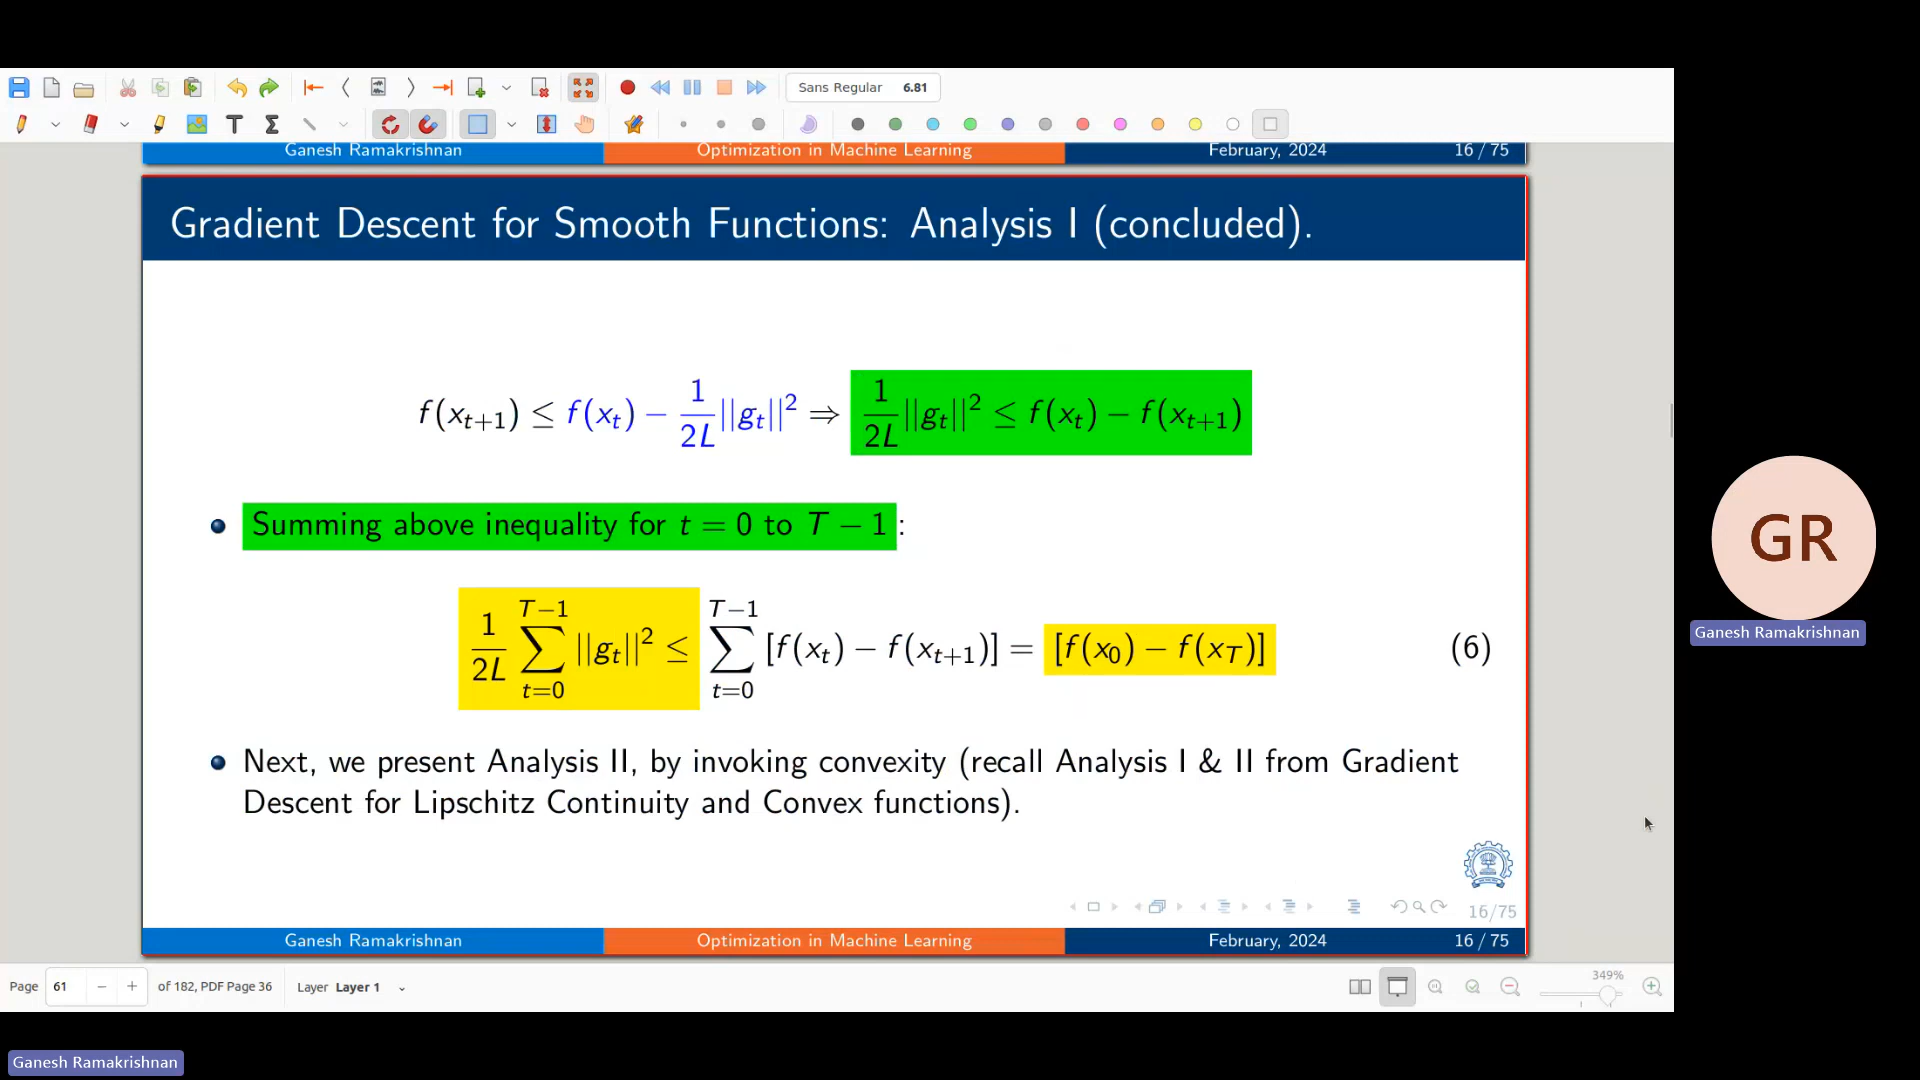 Sans Regular 6.81
Ganesh Ramakrishnan Optimization in Machine Learning February, 2024 16 / 75
Gradient Descent for Smooth Functions: Analysis I (concluded).
f(x_{t+1}) ≤ f(x_t) − \frac{1}{2L}||g_t||² ⇒ \frac{1}{2L}||g_t||² ≤ f(x_t) − f(x_{t+1})
Summing above inequality for t = 0 to T − 1 :
\frac{1}{2L} \sum_{t=0}^{T−1} ||g_t||² ≤ \sum_{t=0}^{T−1} [f(x_t) − f(x_{t+1})] = [f(x_0) − f(x_T)] (6)
Next, we present Analysis II, by invoking convexity (recall Analysis I & II from Gradient
Descent for Lipschitz Continuity and Convex functions).
16/75
Ganesh Ramakrishnan Optimization in Machine Learning February, 2024 16 / 75
Page 61 of 182, PDF Page 36 Layer Layer 1 349%
GR
Ganesh Ramakrishnan
Ganesh Ramakrishnan